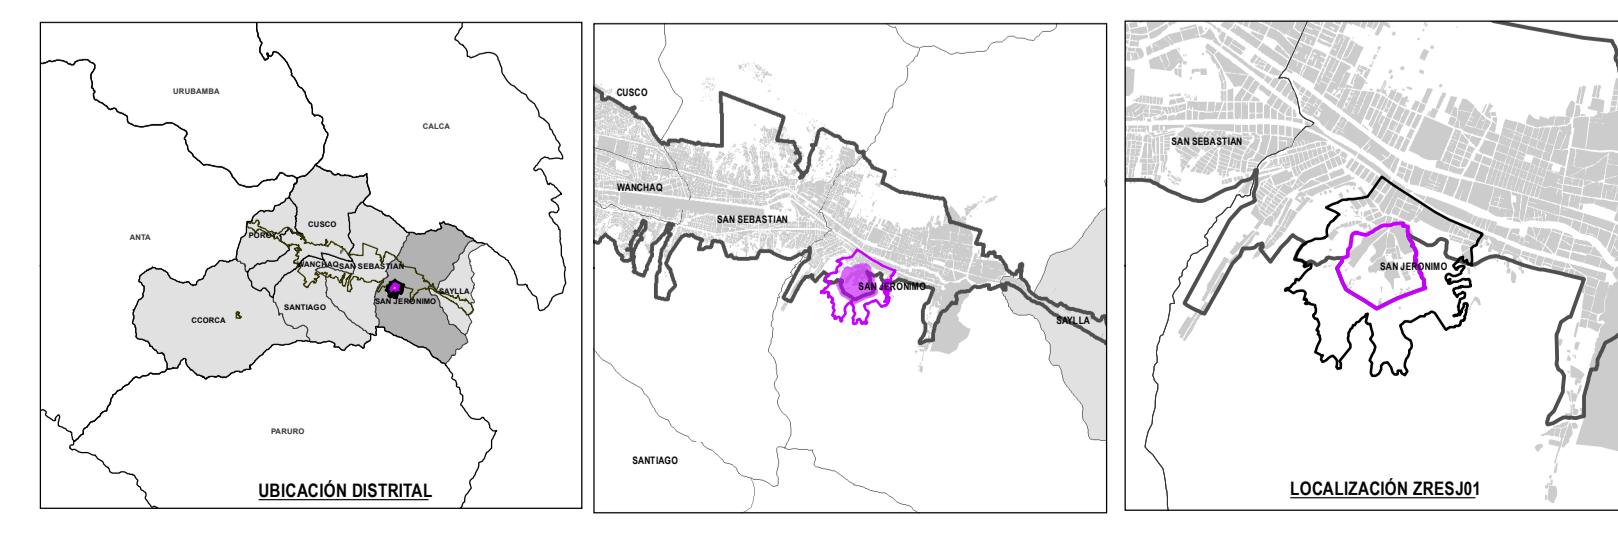 URUBAMBA
CALCA
ANTA
CUSCO
POROY
WANCHAQ
SAN SEBASTIAN
SAYLLA
SAN JERONIMO
SANTIAGO
CCORCA
PARURO
UBICACIÓN DISTRITAL
CUSCO
WANCHAQ
SAN SEBASTIAN
SAN JERONIMO
SAYLLA
SANTIAGO
SAN SEBASTIAN
SAN JERONIMO
LOCALIZACIÓN ZRESJ01